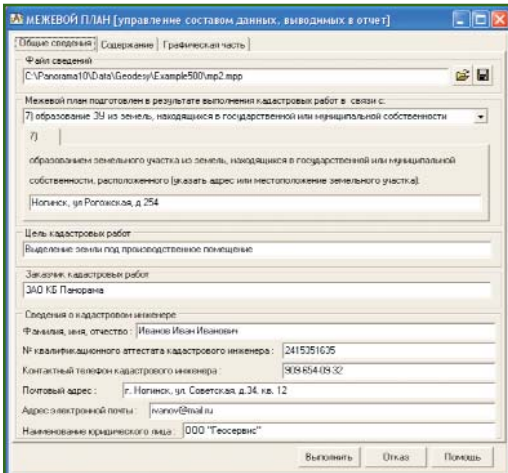 МЕЖЕВОЙ ПЛАН [управление составом данных, выводимых в отчет]
Общие сведения Содержание Графическая часть
Файл сведений
C:\Panorama10\Data\Geodesy\Example500\mp2.mpp
Межевой план подготовлен в результате выполнения кадастровых работ в связи с:
7) образование ЗУ из земель, находящихся в государственной или муниципальной собственности
7)
образованием земельного участка из земель, находящихся в государственной или муниципальной
собственности, расположенного (указать адрес или местоположение земельного участка):
Ногинск, ул Рогожская, д 254
Цель кадастровых работ
Выделение земли под производственное помещение
Заказчик кадастровых работ
ЗАО КБ Панорама
Сведения о кадастровом инженере
Фамилия, имя, отчество : Иванов Иван Иванович
№ квалификационного аттестата кадастрового инженера : 2415351635
Контактный телефон кадастрового инженера : 909-654-09-32
Почтовый адрес : г. Ногинск, ул. Советская, д.34, кв. 12
Адрес электронной почты : ivanov@mail.ru
Наименование юридического лица : ООО "Геосервис"
Выполнить Отказ Помощь